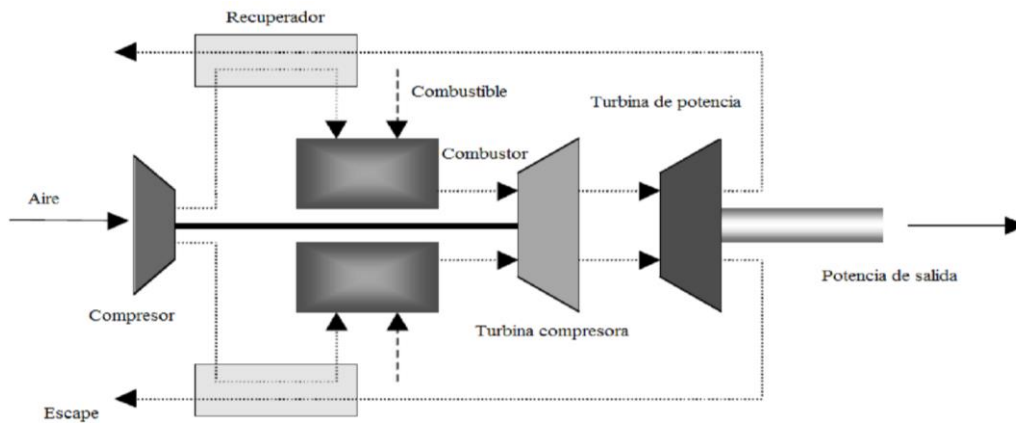 Recuperador
Combustible
Turbina de potencia
Combustor
Aire
Potencia de salida
Compresor
Turbina compresora
Escape